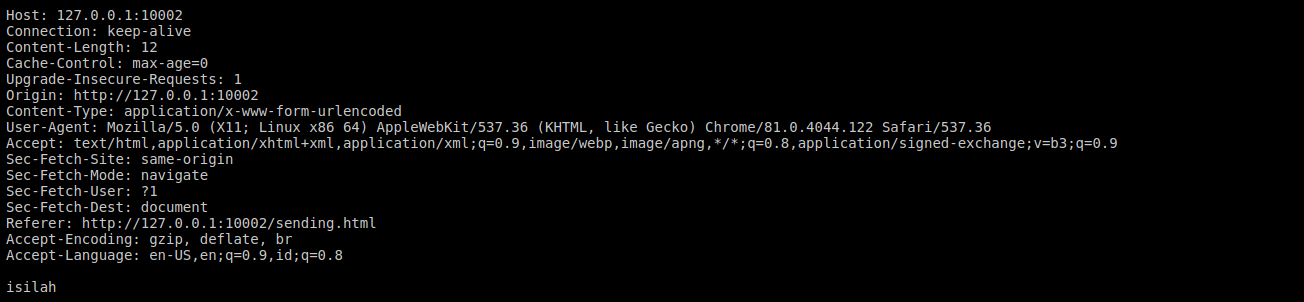 Host: 127.0.0.1:10002
Connection: keep-alive
Content-Length: 12
Cache-Control: max-age=0
Upgrade-Insecure-Requests: 1
Origin: http://127.0.0.1:10002
Content-Type: application/x-www-form-urlencoded
User-Agent: Mozilla/5.0 (X11; Linux x86 64) AppleWebKit/537.36 (KHTML, like Gecko) Chrome/81.0.4044.122 Safari/537.36
Accept: text/html,application/xhtml+xml,application/xml;q=0.9,image/webp,image/apng,*/*;q=0.8,application/signed-exchange;v=b3;q=0.9
Sec-Fetch-Site: same-origin
Sec-Fetch-Mode: navigate
Sec-Fetch-User: ?1
Sec-Fetch-Dest: document
Referer: http://127.0.0.1:10002/sending.html
Accept-Encoding: gzip, deflate, br
Accept-Language: en-US,en;q=0.9,id;q=0.8
isilah